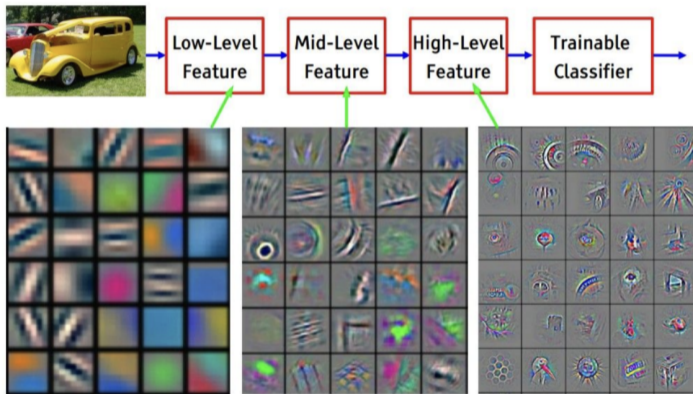 Low-Level
Feature
Mid-Level
Feature
High-Level
Feature
Trainable
Classifier